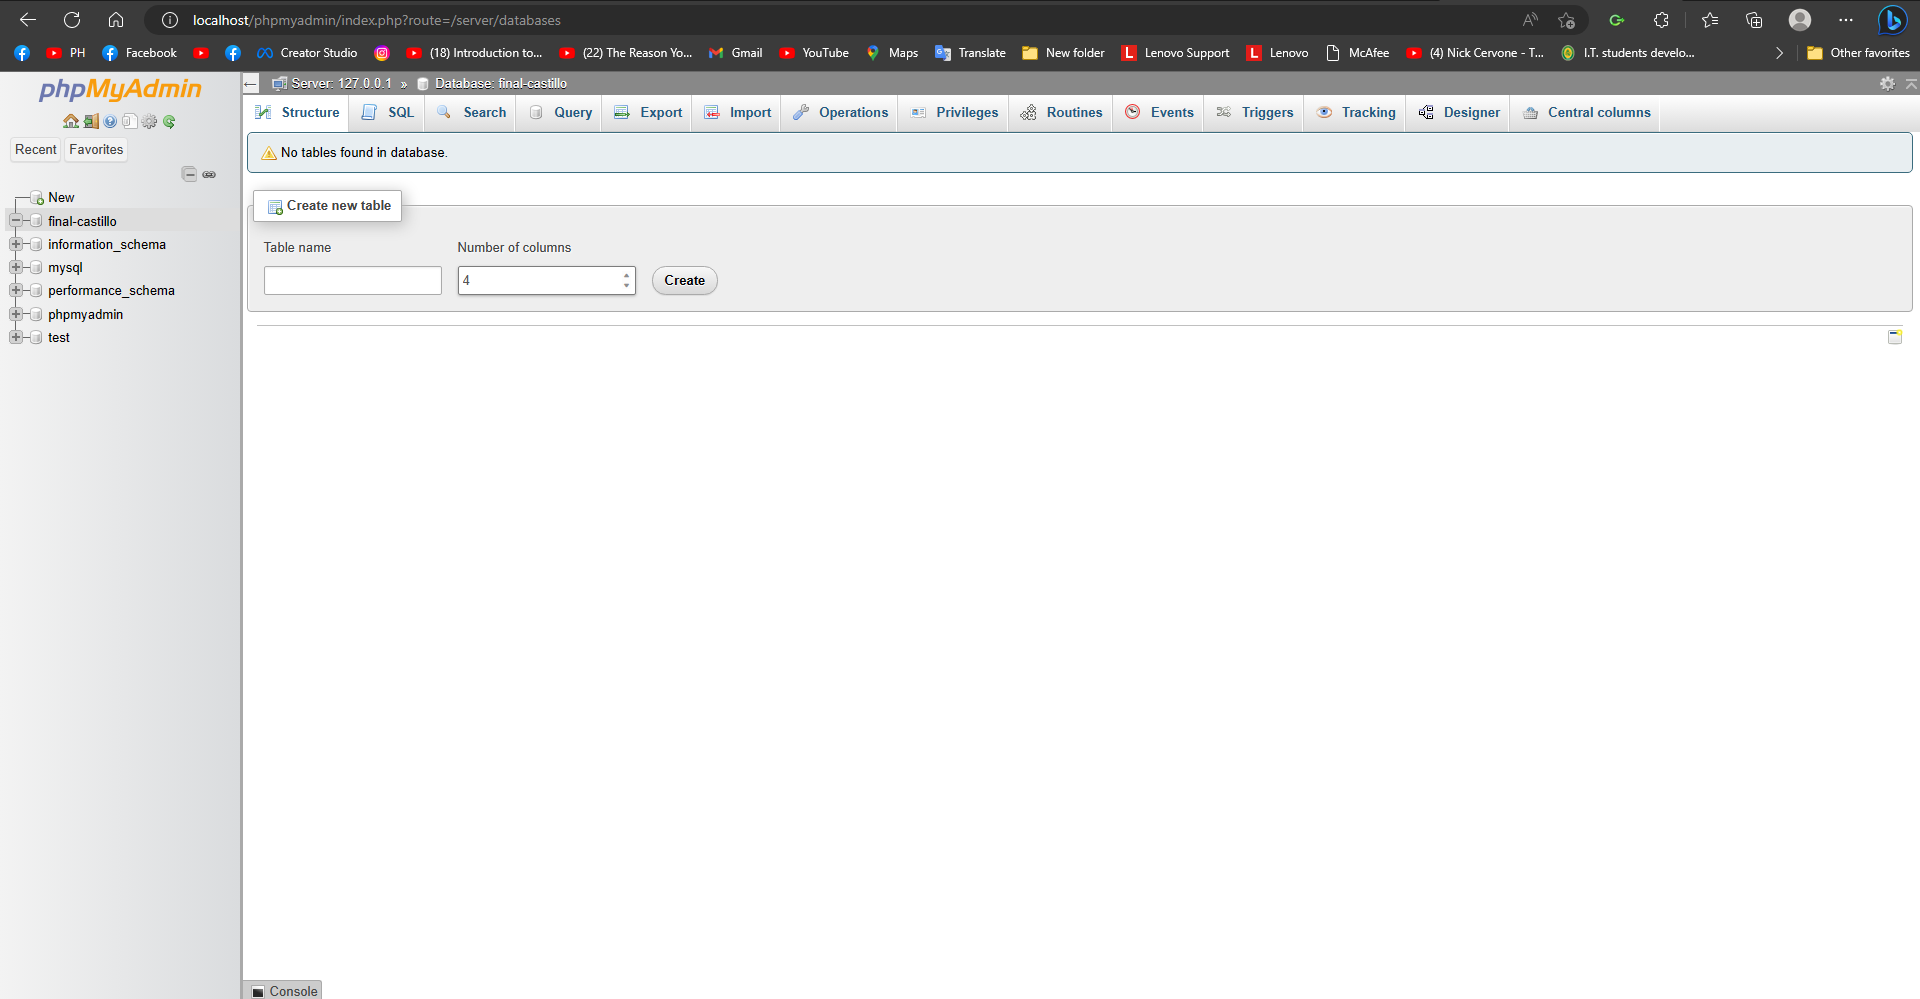 localhost/phpmyadmin/index.php?route=/server/databases
PH Facebook Creator Studio (18) Introduction to... (22) The Reason Yo... Gmail YouTube Maps Translate New folder Lenovo Support Lenovo McAfee (4) Nick Cervone - T... I.T. students develo... Other favorites
phpMyAdmin
Recent Favorites
New
final-castillo
information_schema
mysql
performance_schema
phpmyadmin
test
Server: 127.0.0.1 » Database: final-castillo
Structure SQL Search Query Export Import Operations Privileges Routines Events Triggers Tracking Designer Central columns
No tables found in database.
Create new table
Table name Number of columns
4 Create
Console